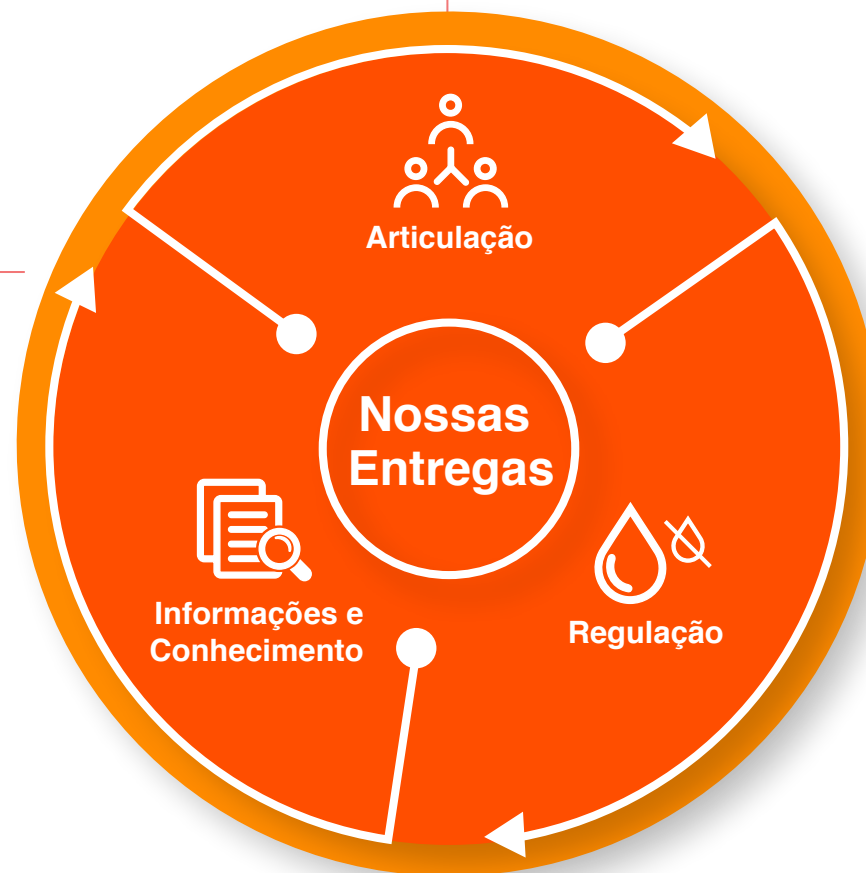 Articulação
Nossas
Entregas
Informações e
Conhecimento
Regulação